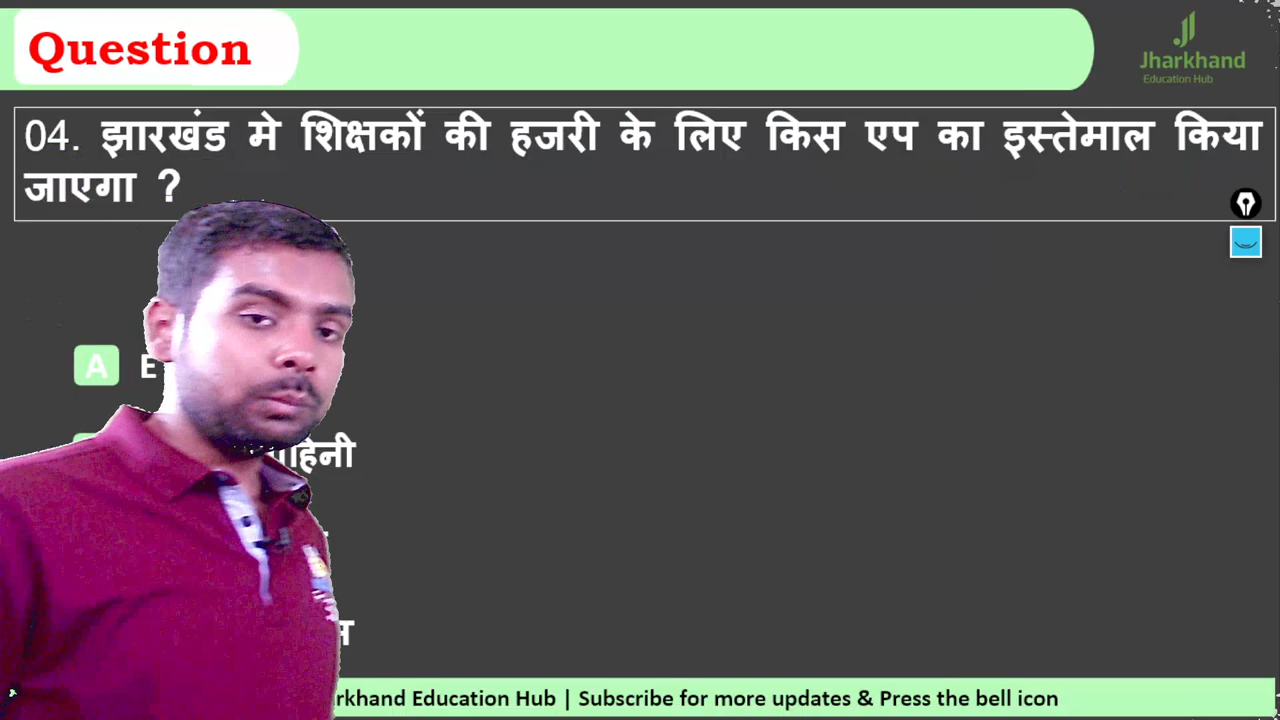 Question
Jharkhand
Education Hub
04. झारखंड मे शिक्षकों की हजरी के लिए किस एप का इस्तेमाल किया
जाएगा ?
A E
Education Hub | Subscribe for more updates & Press the bell icon